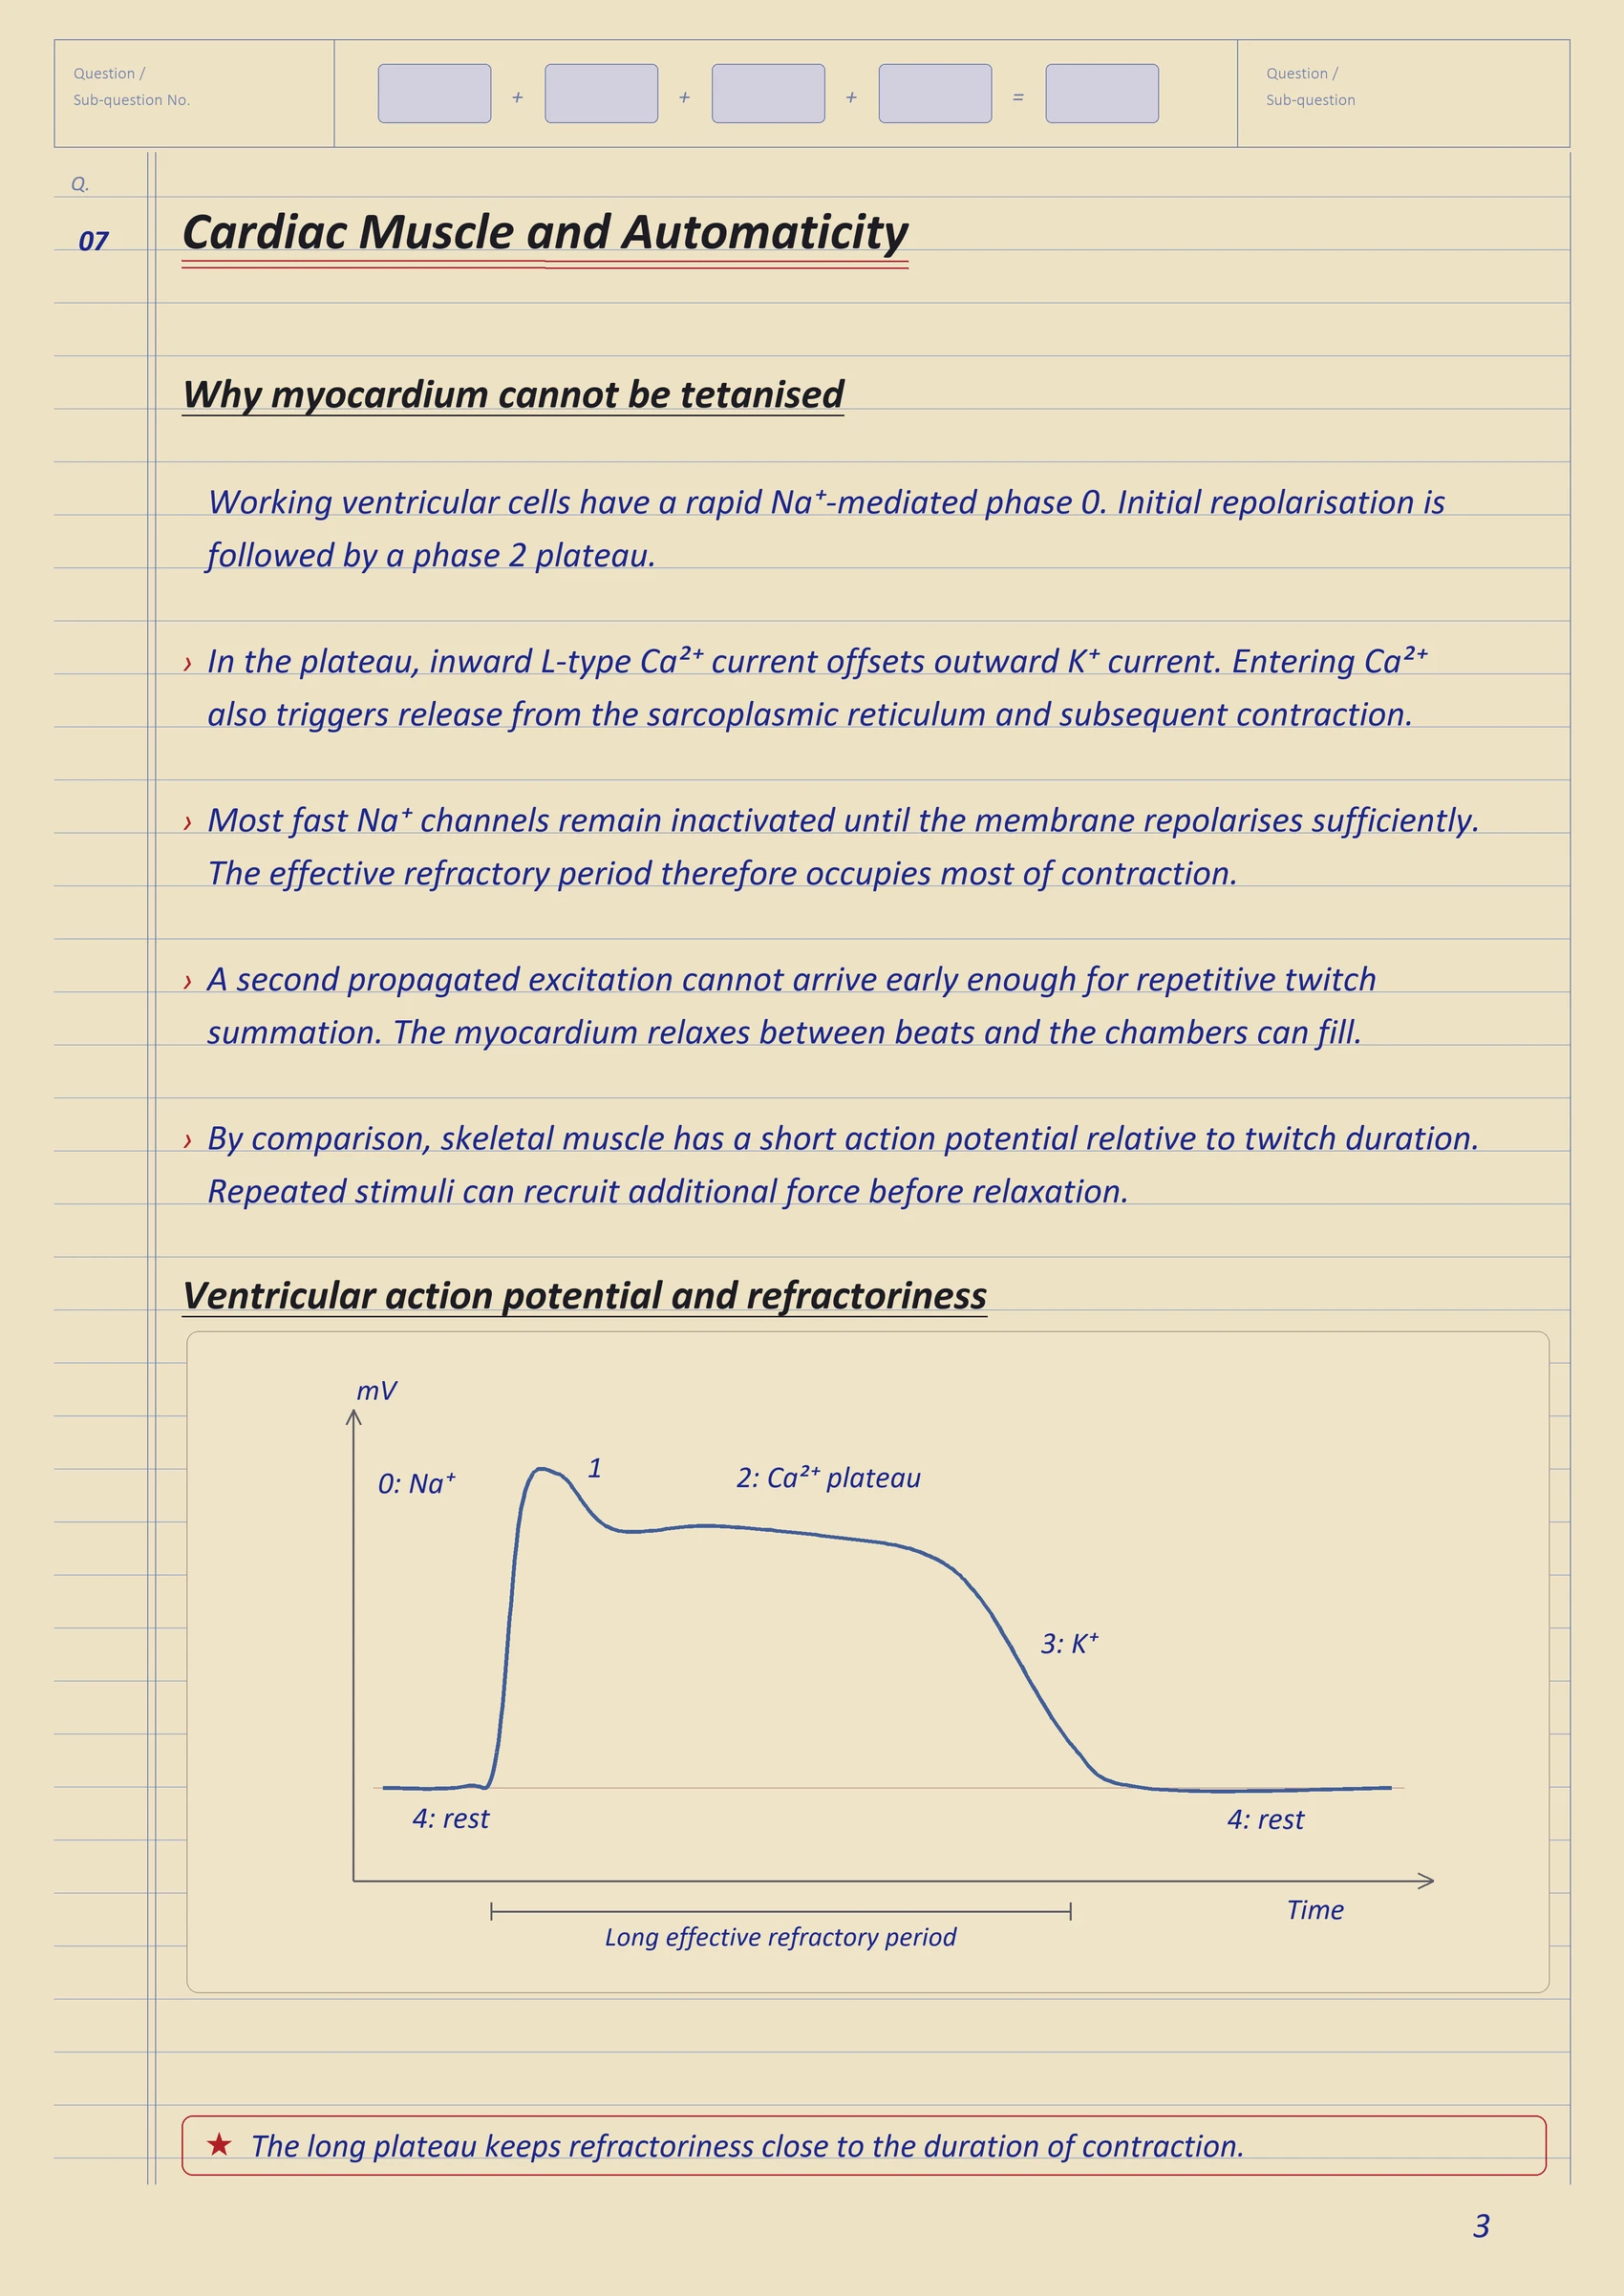 Question /
Sub-question No.
+ + + + =
Question /
Sub-question
Q.
07
Cardiac Muscle and Automaticity
Why myocardium cannot be tetanised
Working ventricular cells have a rapid Na⁺-mediated phase 0. Initial repolarisation is
followed by a phase 2 plateau.
› In the plateau, inward L-type Ca²⁺ current offsets outward K⁺ current. Entering Ca²⁺
also triggers release from the sarcoplasmic reticulum and subsequent contraction.
› Most fast Na⁺ channels remain inactivated until the membrane repolarises sufficiently.
The effective refractory period therefore occupies most of contraction.
› A second propagated excitation cannot arrive early enough for repetitive twitch
summation. The myocardium relaxes between beats and the chambers can fill.
› By comparison, skeletal muscle has a short action potential relative to twitch duration.
Repeated stimuli can recruit additional force before relaxation.
Ventricular action potential and refractoriness
mV
0: Na⁺
1
2: Ca²⁺ plateau
3: K⁺
4: rest
4: rest
Time
Long effective refractory period
★ The long plateau keeps refractoriness close to the duration of contraction.
3